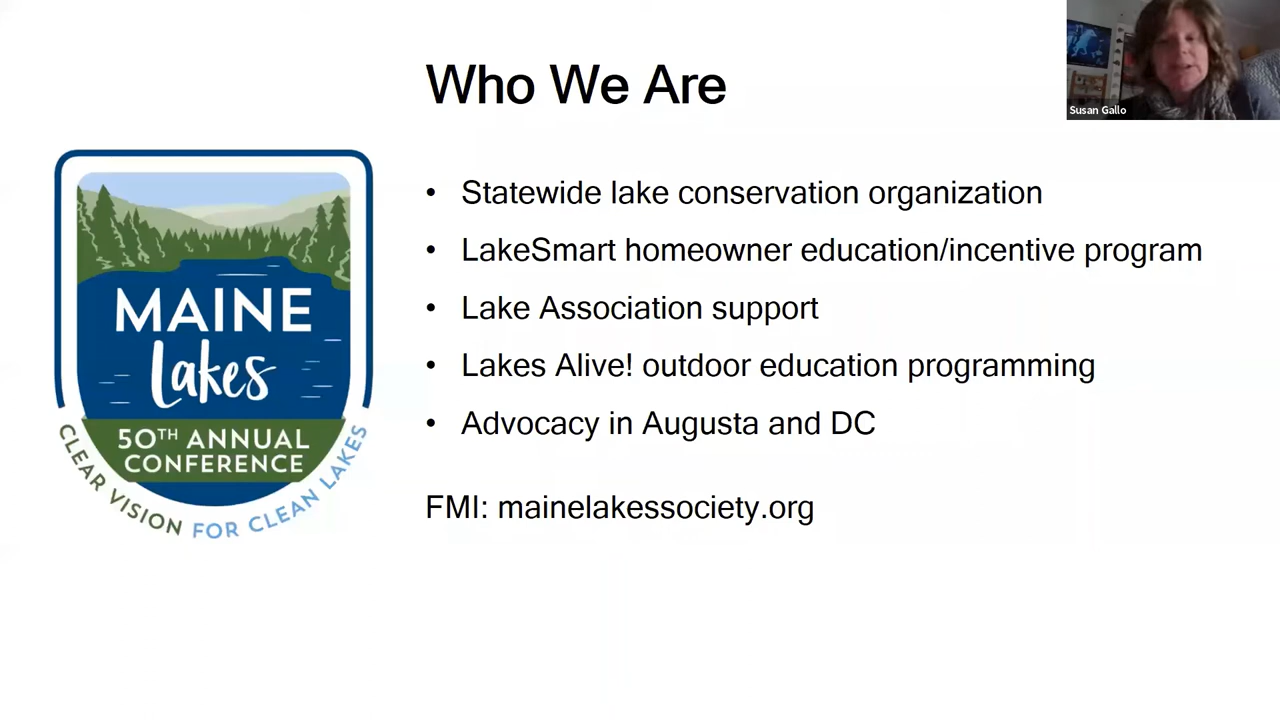 Who We Are
Susan Gallo
• Statewide lake conservation organization
• LakeSmart homeowner education/incentive program
• Lake Association support
• Lakes Alive! outdoor education programming
• Advocacy in Augusta and DC
FMI: mainelakessociety.org
MAINE
Lakes
50TH ANNUAL
CONFERENCE
CLEAR VISION FOR CLEAN LAKES